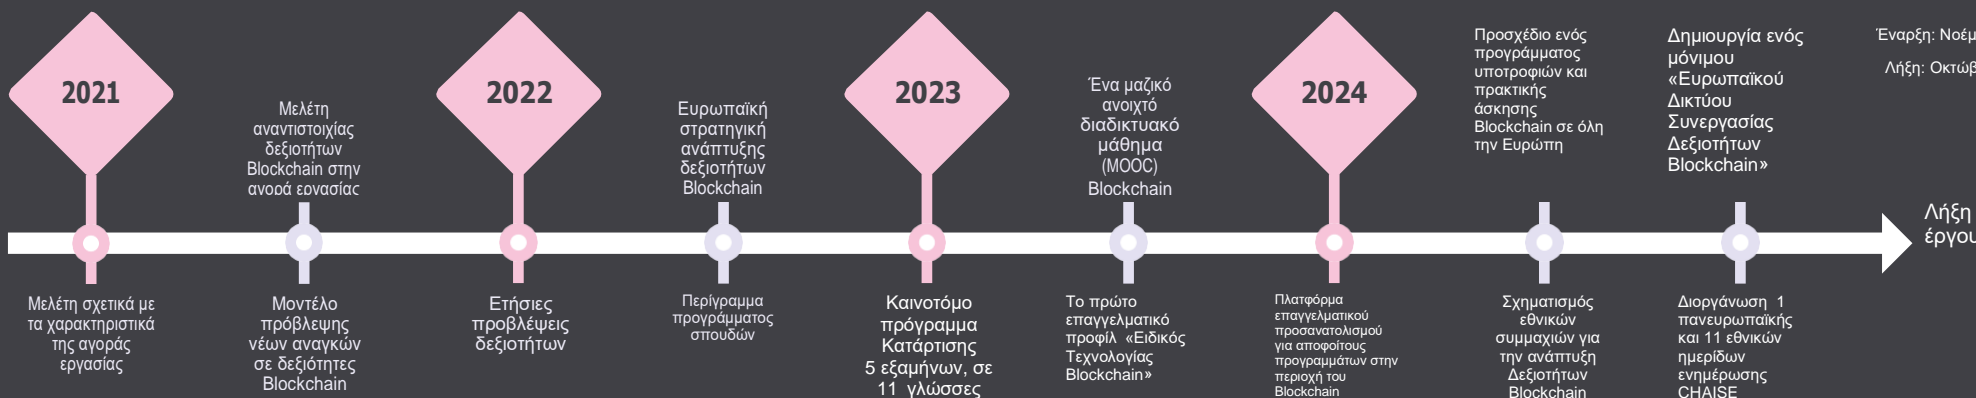 2021
Μελέτη σχετικά με
τα χαρακτηριστικά
της αγοράς
εργασίας
Μελέτη
αναντιστοιχίας
δεξιοτήτων
Blockchain στην
αγορά εργασίας
Μοντέλο
πρόβλεψης
νέων αναγκών
σε δεξιότητες
Blockchain
2022
Ετήσιες
προβλέψεις
δεξιοτήτων
Ευρωπαϊκή
στρατηγική
ανάπτυξης
δεξιοτήτων
Blockchain
Περίγραμμα
προγράμματος
σπουδών
2023
Καινοτόμο
πρόγραμμα
Κατάρτισης
5 εξαμήνων, σε
11 γλώσσες
Ένα μαζικό
ανοιχτό
διαδικτυακό
μάθημα
(MOOC)
Blockchain
Το πρώτο
επαγγελματικό
προφίλ «Ειδικός
Τεχνολογίας
Blockchain»
2024
Πλατφόρμα
επαγγελματικού
προσανατολισμού
για αποφοίτους
προγραμμάτων στην
περιοχή του
Blockchain
Προσχέδιο ενός
προγράμματος
υποτροφιών και
πρακτικής
άσκησης
Blockchain σε όλη
την Ευρώπη
Σχηματισμός
εθνικών
συμμαχιών για
την ανάπτυξη
Δεξιοτήτων
Blockchain
Δημιουργία ενός
μόνιμου
«Ευρωπαϊκού
Δικτύου
Συνεργασίας
Δεξιοτήτων
Blockchain»
Διοργάνωση 1
πανευρωπαϊκής
και 11 εθνικών
ημερίδων
ενημέρωσης
CHAISE
Έναρξη:
Λήξη:
Λήξη
έργου